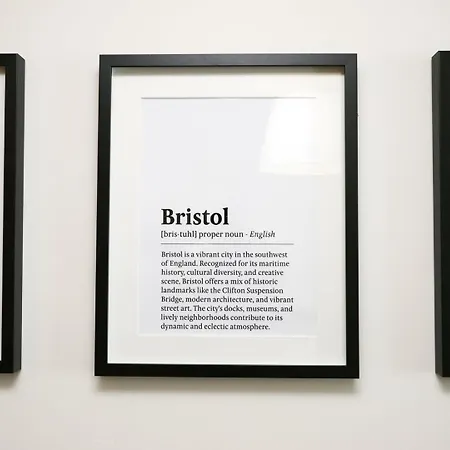 Bristol
[bris·tuhl] proper noun - English
Bristol is a vibrant city in the southwest
of England. Recognized for its maritime
history, cultural diversity, and creative
scene, Bristol offers a mix of historic
landmarks like the Clifton Suspension
Bridge, modern architecture, and vibrant
street art. The city's docks, museums, and
lively neighborhoods contribute to its
dynamic and eclectic atmosphere.